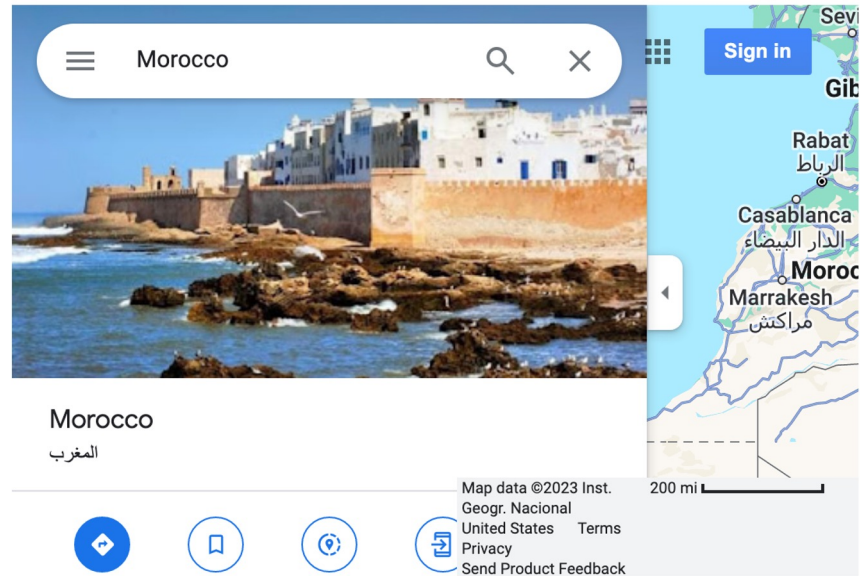 Morocco
Sign in
Sevi
Gib
Rabat
الرباط
Casablanca
الدار البيضاء
Moroc
Marrakesh
مراكش
Morocco
المغرب
Map data ©2023 Inst.
Geogr. Nacional
United States Terms
Privacy
Send Product Feedback
200 mi